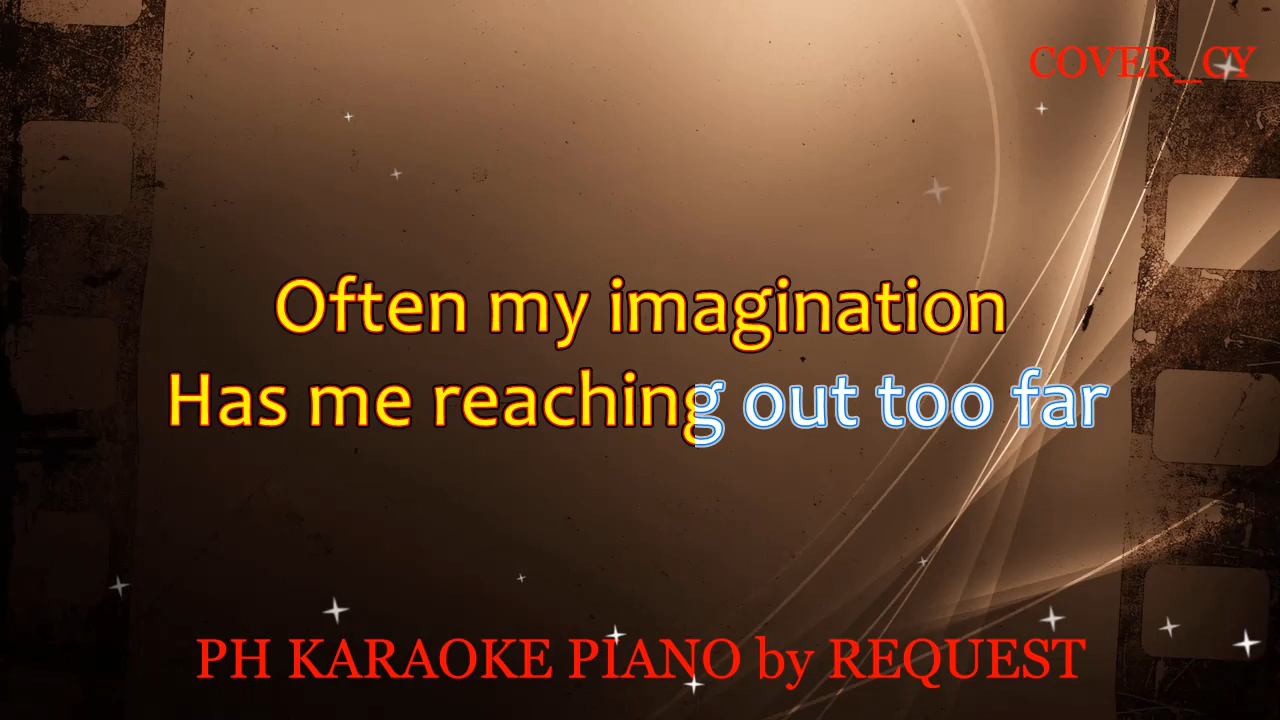 COVER_CY
Often my imagination
Has me reaching out too far
PH KARAOKE PIANO by REQUEST